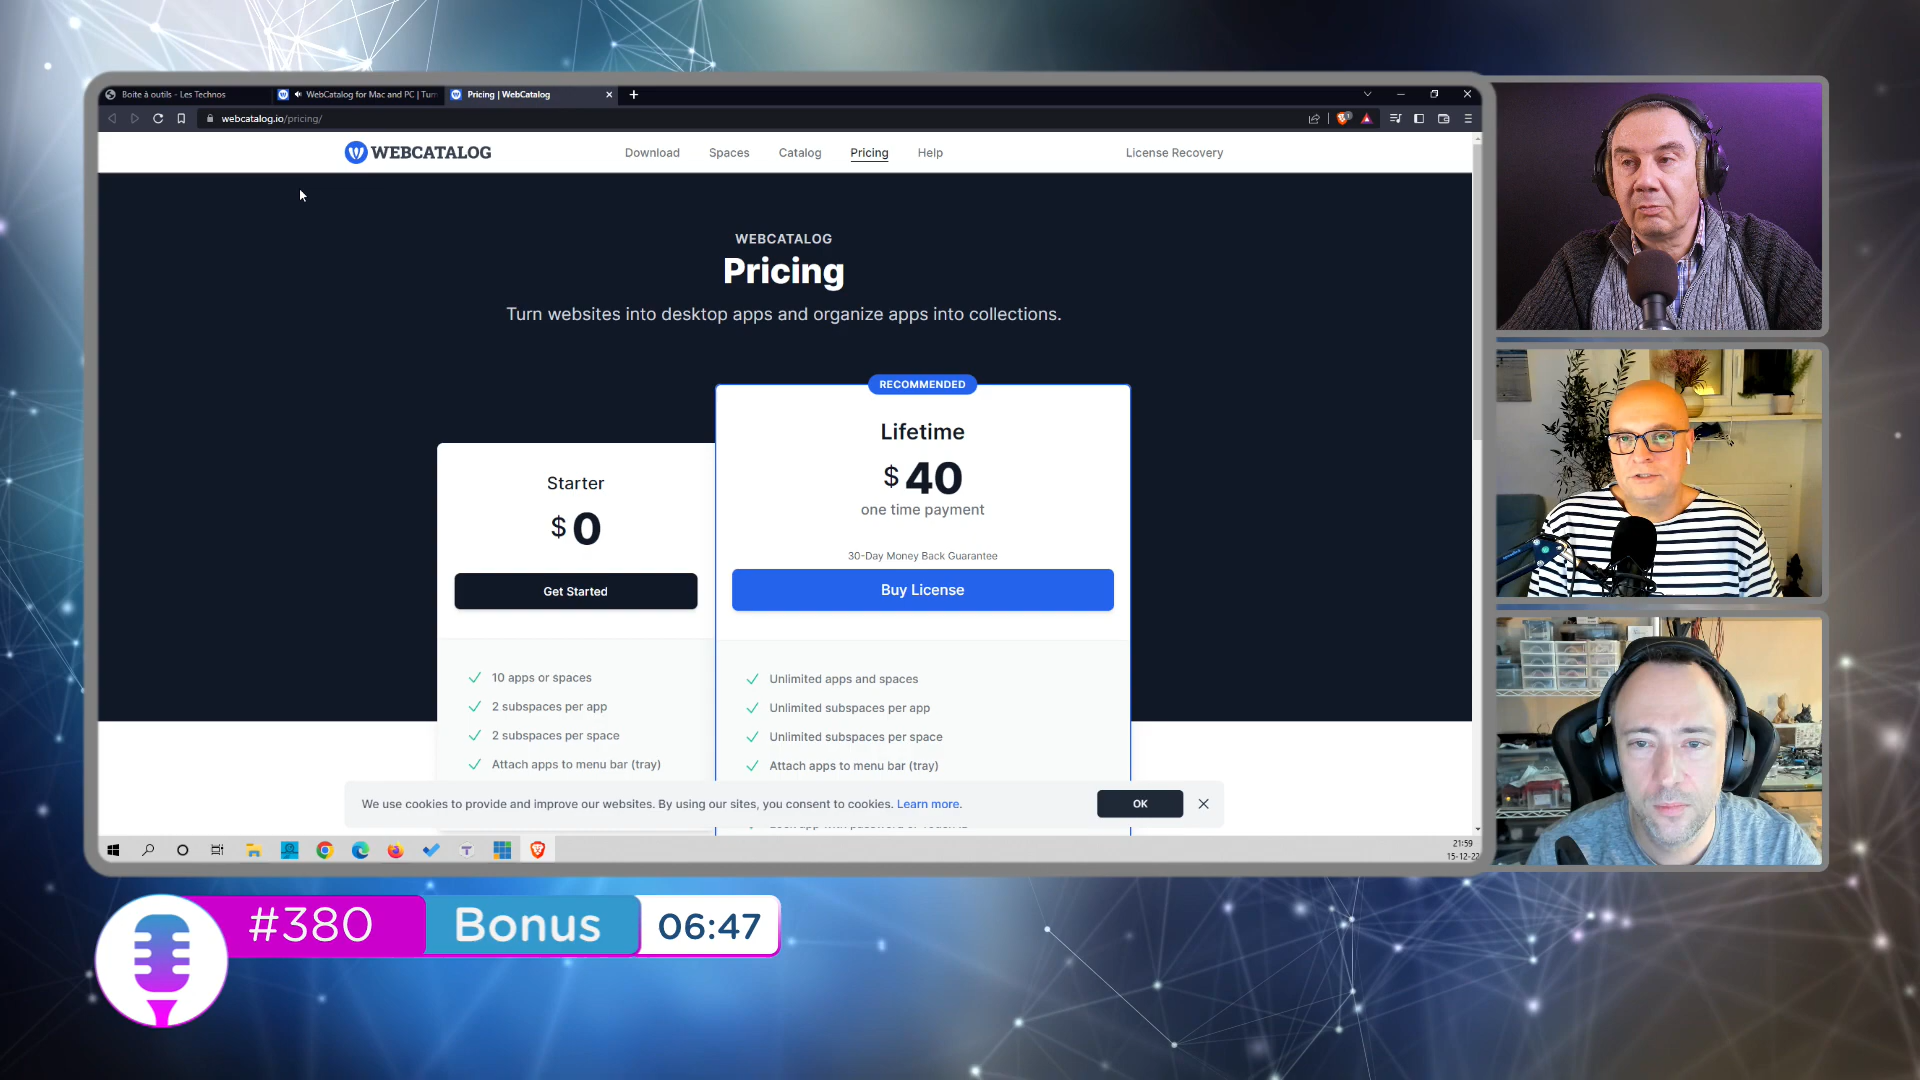 Boite à outils - Les Technos
WebCatalog for Mac and PC | Turn
Pricing | WebCatalog
webcatalog.io/pricing/
WEBCATALOG
Download
Spaces
Catalog
Pricing
Help
License Recovery
WEBCATALOG
Pricing
Turn websites into desktop apps and organize apps into collections.
RECOMMENDED
Starter
$ 0
Get Started
10 apps or spaces
2 subspaces per app
2 subspaces per space
Attach apps to menu bar (tray)
Lifetime
$ 40
one time payment
30-Day Money Back Guarantee
Buy License
Unlimited apps and spaces
Unlimited subspaces per app
Unlimited subspaces per space
Attach apps to menu bar (tray)
We use cookies to provide and improve our websites. By using our sites, you consent to cookies. Learn more.
OK
21:59
15-12-22
#380
Bonus
06:47